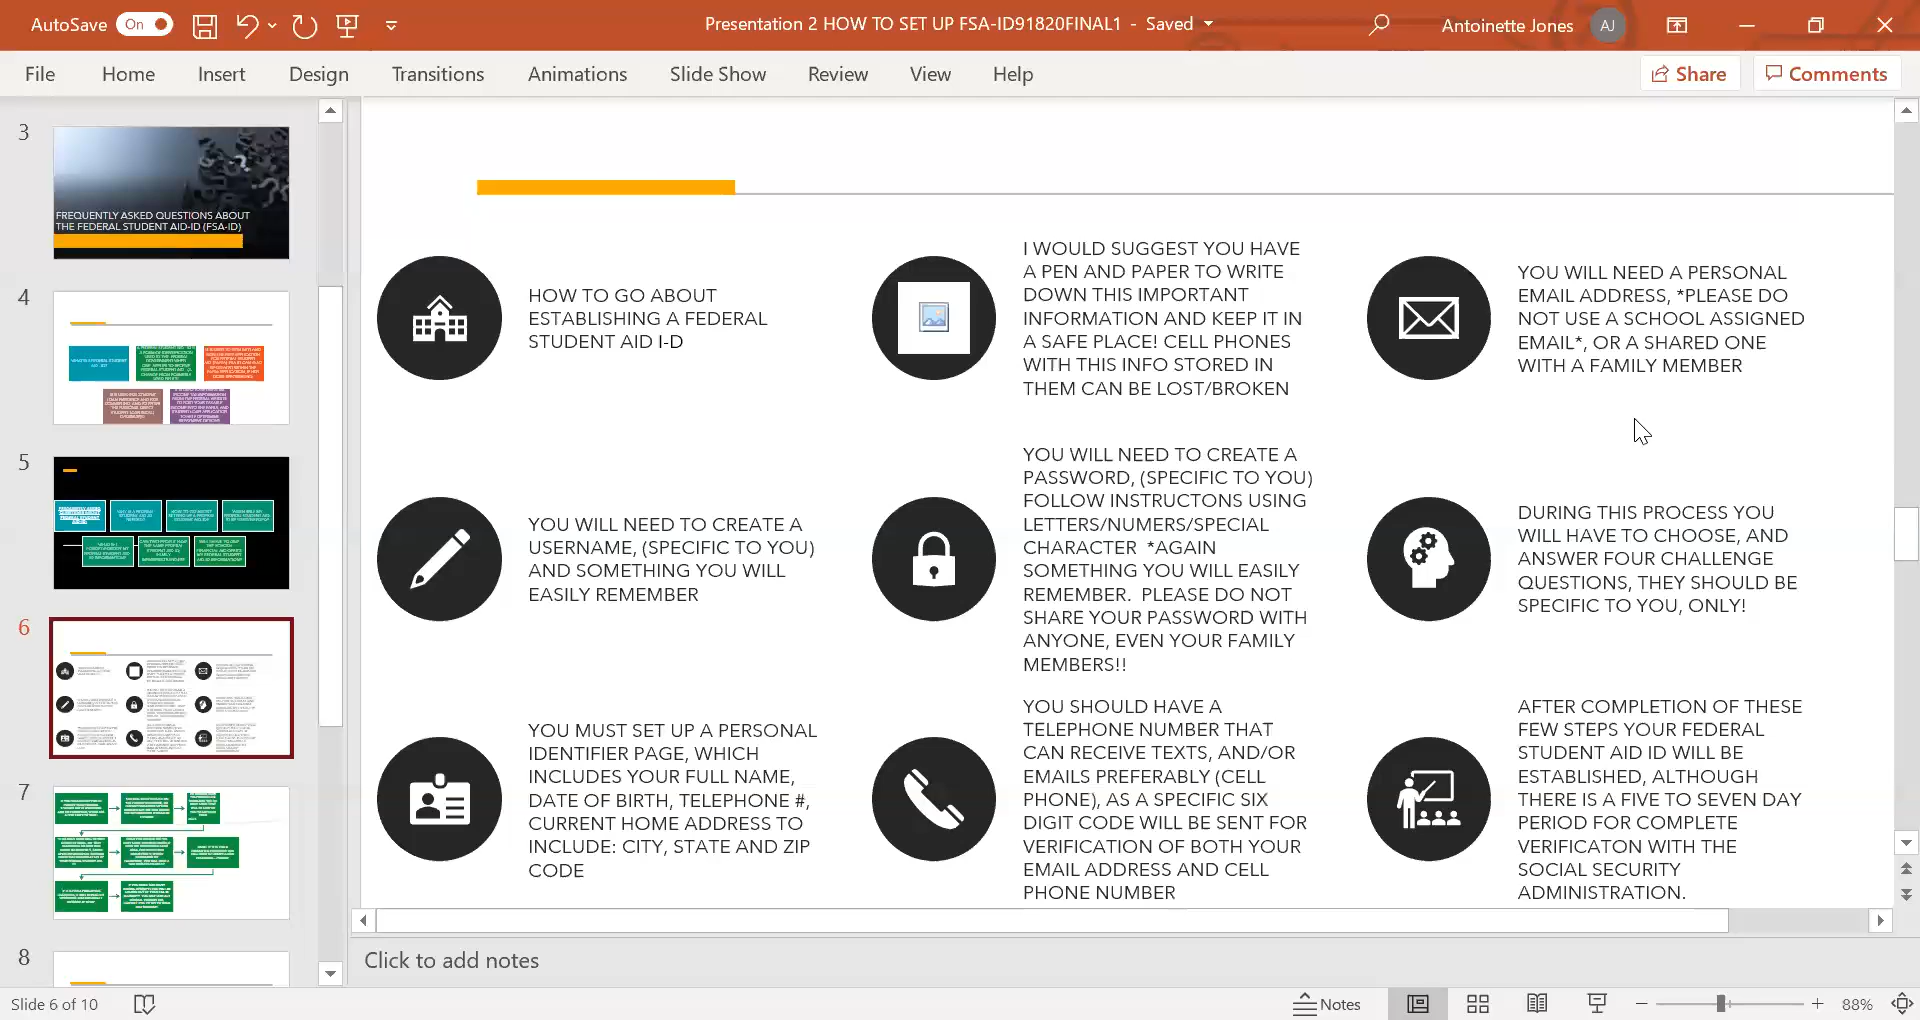 AutoSave On
Presentation 2 HOW TO SET UP FSA-ID91820FINAL1 - Saved
Antoinette Jones AJ
File Home Insert Design Transitions Animations Slide Show Review View Help Share Comments
3
FREQUENTLY ASKED QUESTIONS ABOUT
THE FEDERAL STUDENT AID-ID (FSA-ID)
4
5
6
7
8
HOW TO GO ABOUT
ESTABLISHING A FEDERAL
STUDENT AID I-D
I WOULD SUGGEST YOU HAVE
A PEN AND PAPER TO WRITE
DOWN THIS IMPORTANT
INFORMATION AND KEEP IT IN
A SAFE PLACE! CELL PHONES
WITH THIS INFO STORED IN
THEM CAN BE LOST/BROKEN
YOU WILL NEED A PERSONAL
EMAIL ADDRESS, *PLEASE DO
NOT USE A SCHOOL ASSIGNED
EMAIL*, OR A SHARED ONE
WITH A FAMILY MEMBER
YOU WILL NEED TO CREATE A
USERNAME, (SPECIFIC TO YOU)
AND SOMETHING YOU WILL
EASILY REMEMBER
YOU WILL NEED TO CREATE A
PASSWORD, (SPECIFIC TO YOU)
FOLLOW INSTRUCTONS USING
LETTERS/NUMERS/SPECIAL
CHARACTER *AGAIN
SOMETHING YOU WILL EASILY
REMEMBER. PLEASE DO NOT
SHARE YOUR PASSWORD WITH
ANYONE, EVEN YOUR FAMILY
MEMBERS!!
DURING THIS PROCESS YOU
WILL HAVE TO CHOOSE, AND
ANSWER FOUR CHALLENGE
QUESTIONS, THEY SHOULD BE
SPECIFIC TO YOU, ONLY!
YOU MUST SET UP A PERSONAL
IDENTIFIER PAGE, WHICH
INCLUDES YOUR FULL NAME,
DATE OF BIRTH, TELEPHONE #,
CURRENT HOME ADDRESS TO
INCLUDE: CITY, STATE AND ZIP
CODE
YOU SHOULD HAVE A
TELEPHONE NUMBER THAT
CAN RECEIVE TEXTS, AND/OR
EMAILS PREFERABLY (CELL
PHONE), AS A SPECIFIC SIX
DIGIT CODE WILL BE SENT FOR
VERIFICATION OF BOTH YOUR
EMAIL ADDRESS AND CELL
PHONE NUMBER
AFTER COMPLETION OF THESE
FEW STEPS YOUR FEDERAL
STUDENT AID ID WILL BE
ESTABLISHED, ALTHOUGH
THERE IS A FIVE TO SEVEN DAY
PERIOD FOR COMPLETE
VERIFICATON WITH THE
SOCIAL SECURITY
ADMINISTRATION.
Click to add notes
Slide 6 of 10
Notes
88%